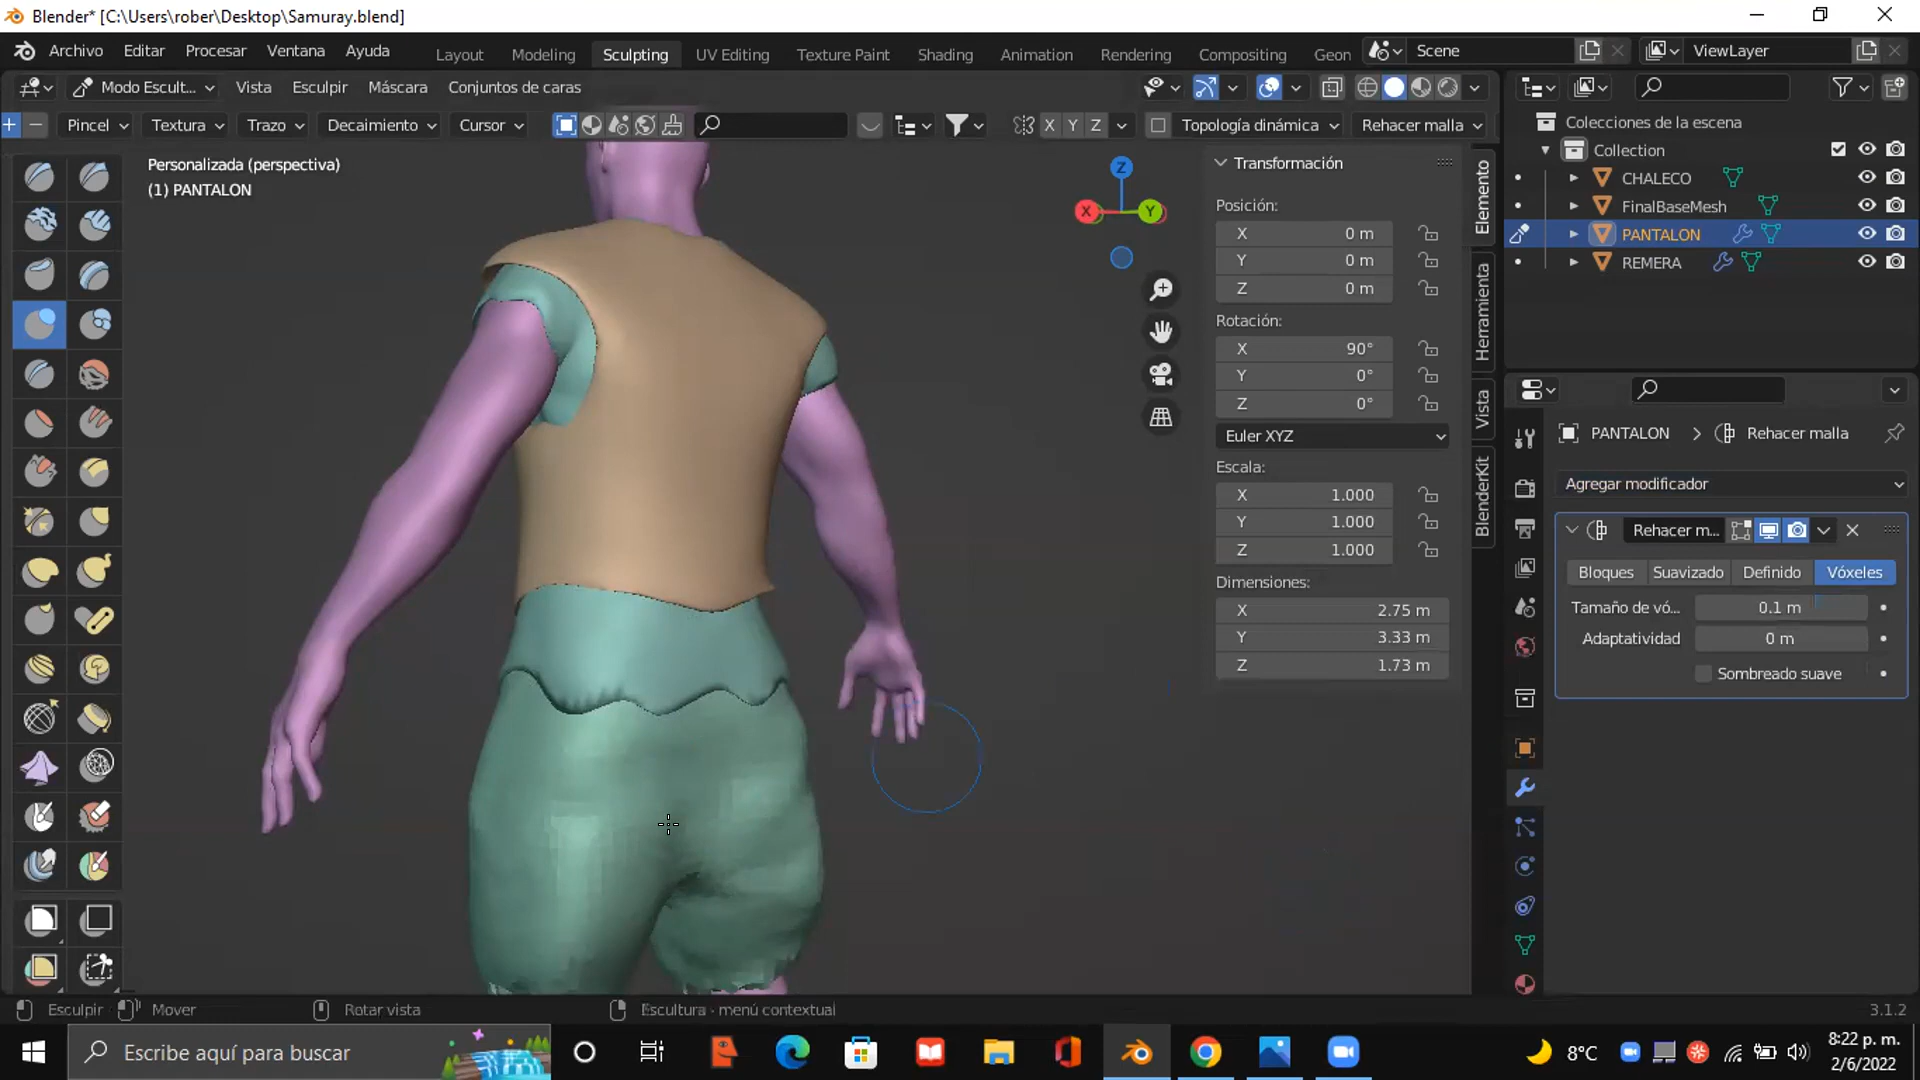 Blender* [C:\Users\rober\Desktop\Samuray.blend]
Archivo Editar Procesar Ventana Ayuda
Layout Modeling Sculpting UV Editing Texture Paint Shading Animation Rendering Compositing Geon
Scene ViewLayer
Modo Escult... Vista Esculpir Máscara Conjuntos de caras
Pincel Textura Trazo Decaimiento Cursor
X Y Z Topología dinámica Rehacer malla
Personalizada (perspectiva)
(1) PANTALON
Z
X Y
Transformación
Posición:
X 0 m
Y 0 m
Z 0 m
Rotación:
X 90°
Y 0°
Z 0°
Euler XYZ
Escala:
X 1.000
Y 1.000
Z 1.000
Dimensiones:
X 2.75 m
Y 3.33 m
Z 1.73 m
Elemento
Herramienta
Vista
BlenderKit
Colecciones de la escena
Collection
CHALECO
FinalBaseMesh
PANTALON
REMERA
PANTALON > Rehacer malla
Agregar modificador
Rehacer m...
Bloques Suavizado Definido Vóxeles
Tamaño de vó... 0.1 m
Adaptatividad 0 m
Sombreado suave
Esculpir Mover Rotar vista Escultura - menú contextual 3.1.2
Escribe aquí para buscar
8°C
8:22 p. m.
2/6/2022